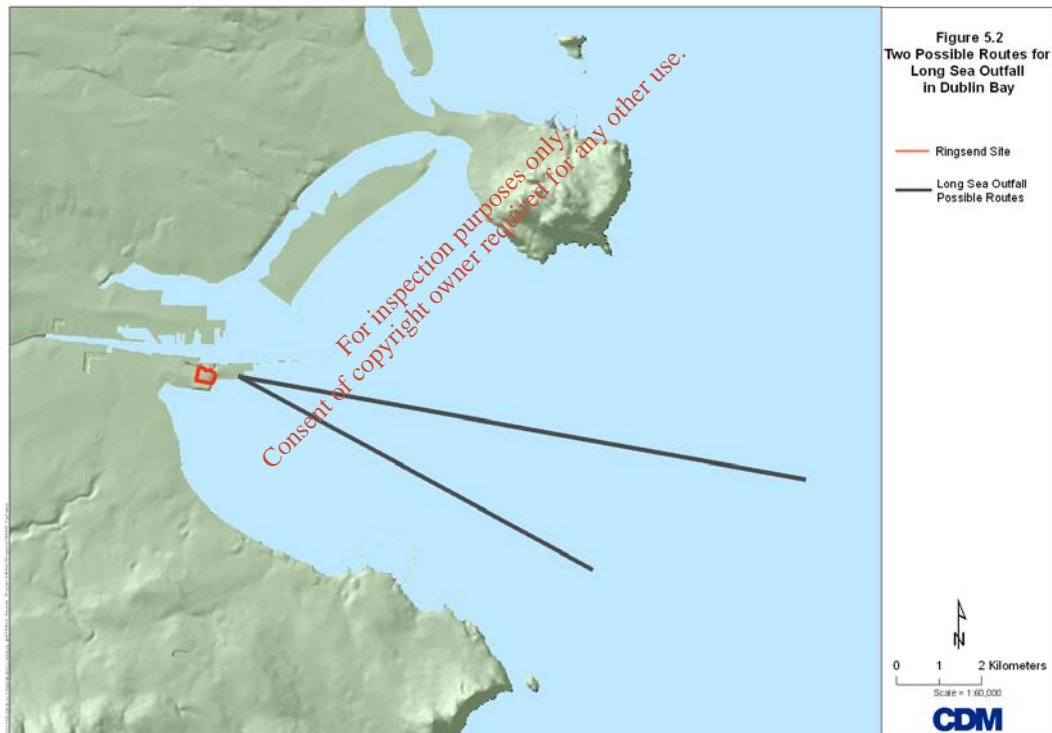 Figure 5.2
Two Possible Routes for
Long Sea Outfall
in Dublin Bay
Ringsend Site
Long Sea Outfall
Possible Routes
For inspection purposes only.
Consent of copyright owner required for any other use.
N
0 1 2 Kilometers
Scale = 1:60,000
CDM